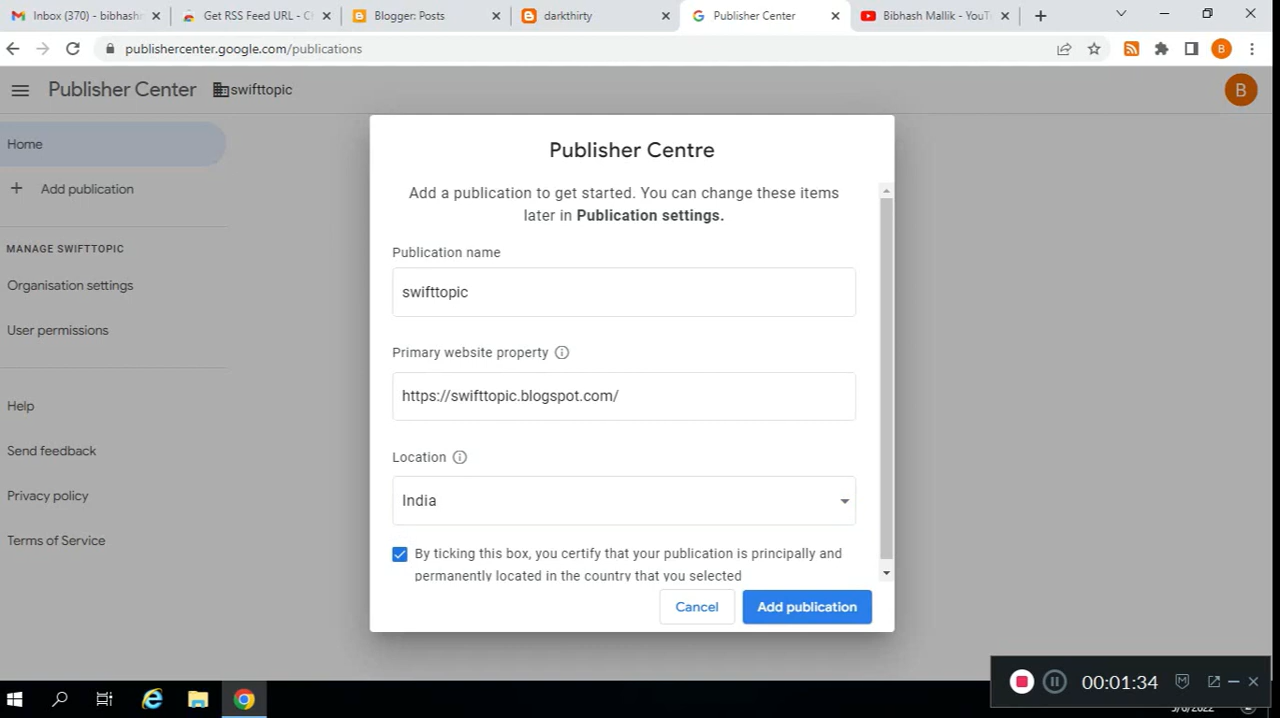 Inbox (370) - bibhashm
Get RSS Feed URL - C
Blogger: Posts
darkthirty
Publisher Center
Bibhash Mallik - YouT
publishercenter.google.com/publications
B
Publisher Center
swifttopic
B
Home
Add publication
MANAGE SWIFTTOPIC
Organisation settings
User permissions
Help
Send feedback
Privacy policy
Terms of Service
Publisher Centre
Add a publication to get started. You can change these items
later in Publication settings.
Publication name
swifttopic
Primary website property
https://swifttopic.blogspot.com/
Location
India
By ticking this box, you certify that your publication is principally and
permanently located in the country that you selected
Cancel
Add publication
00:01:34